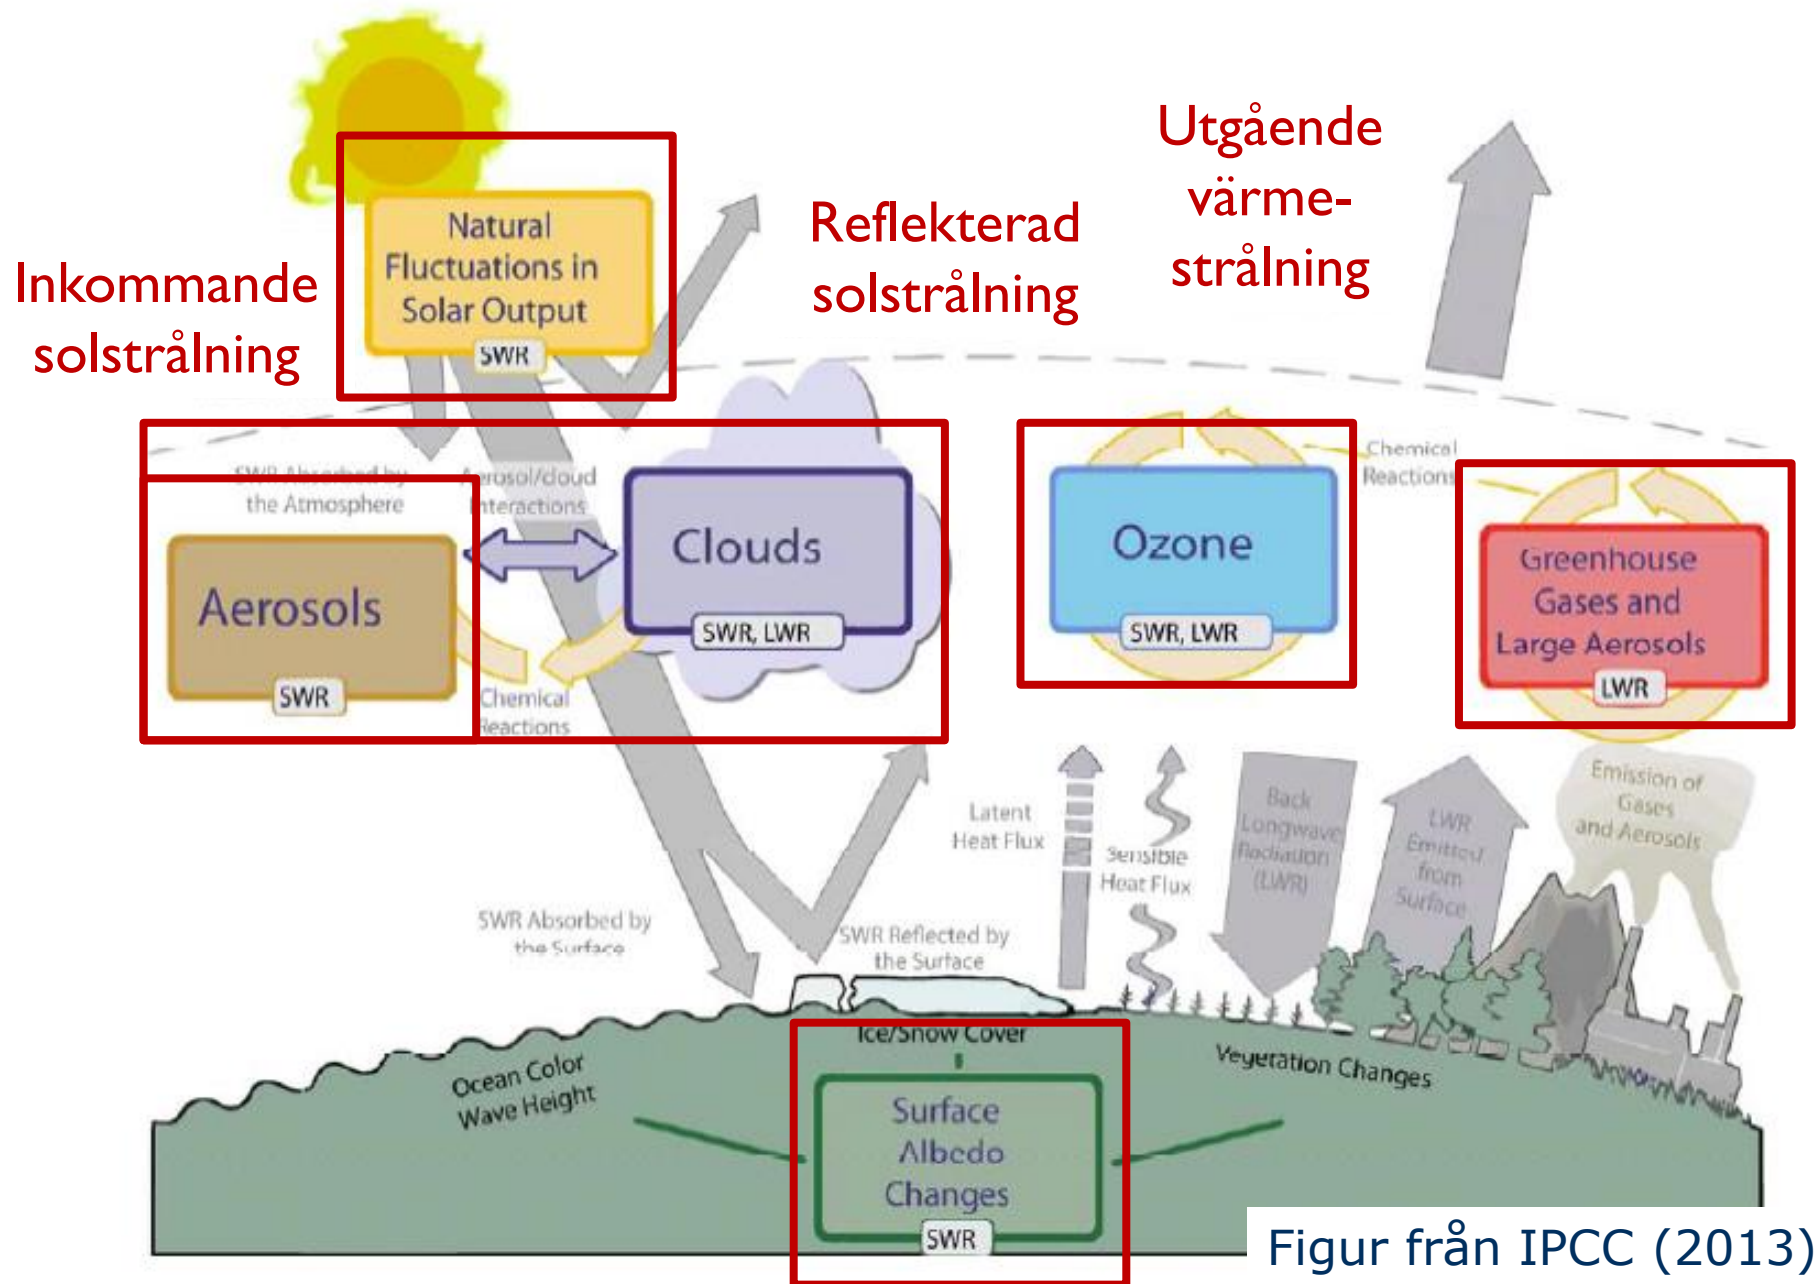 Inkommande
solstrålning
Natural
Fluctuations in
Solar Output
SWR
Reflekterad
solstrålning
Utgående
värme-
strålning
SWR Absorbed by
the Atmosphere
Aerosol/cloud
Interactions
Aerosols
SWR
Clouds
SWR, LWR
Chemical
Reactions
Ozone
SWR, LWR
Chemical
Reactions
Greenhouse
Gases and
Large Aerosols
LWR
Emission of
Gases
and Aerosols
Latent
Heat Flux
Sensible
Heat Flux
Back
Longwave
Radiation
(LWR)
LWR
Emitted
from
Surface
SWR Absorbed by
the Surface
SWR Reflected by
the Surface
Ice/Snow Cover
Ocean Color
Wave Height
Vegetation Changes
Surface
Albedo
Changes
SWR
Figur från IPCC (2013)